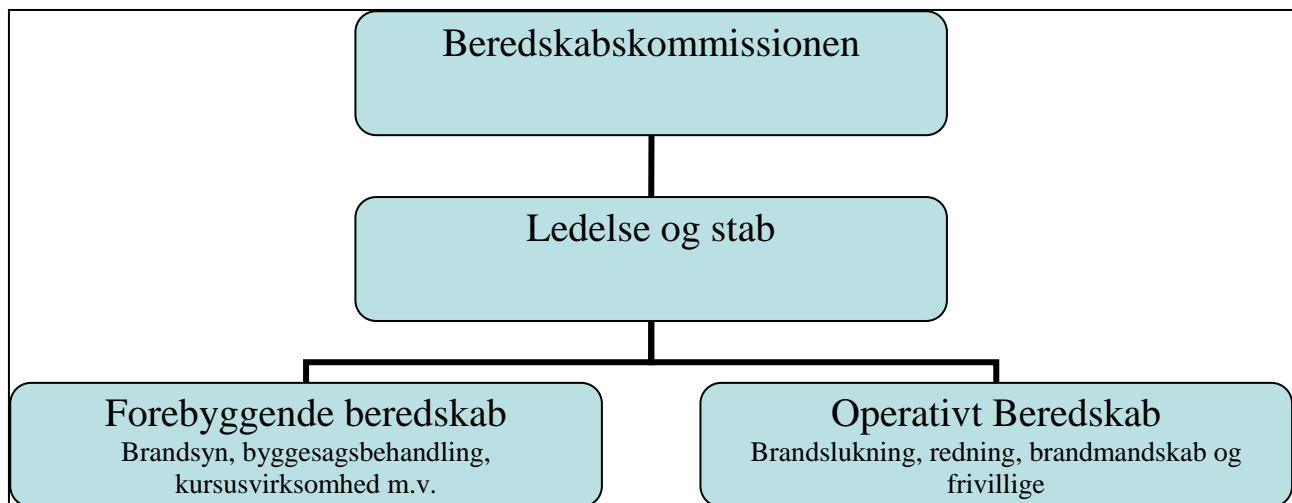 Beredskabskommissionen
Ledelse og stab
Forebyggende beredskab
Brandsyn, byggesagsbehandling,
kursusvirksomhed m.v.
Operativt Beredskab
Brandslukning, redning, brandmandskab og
frivillige